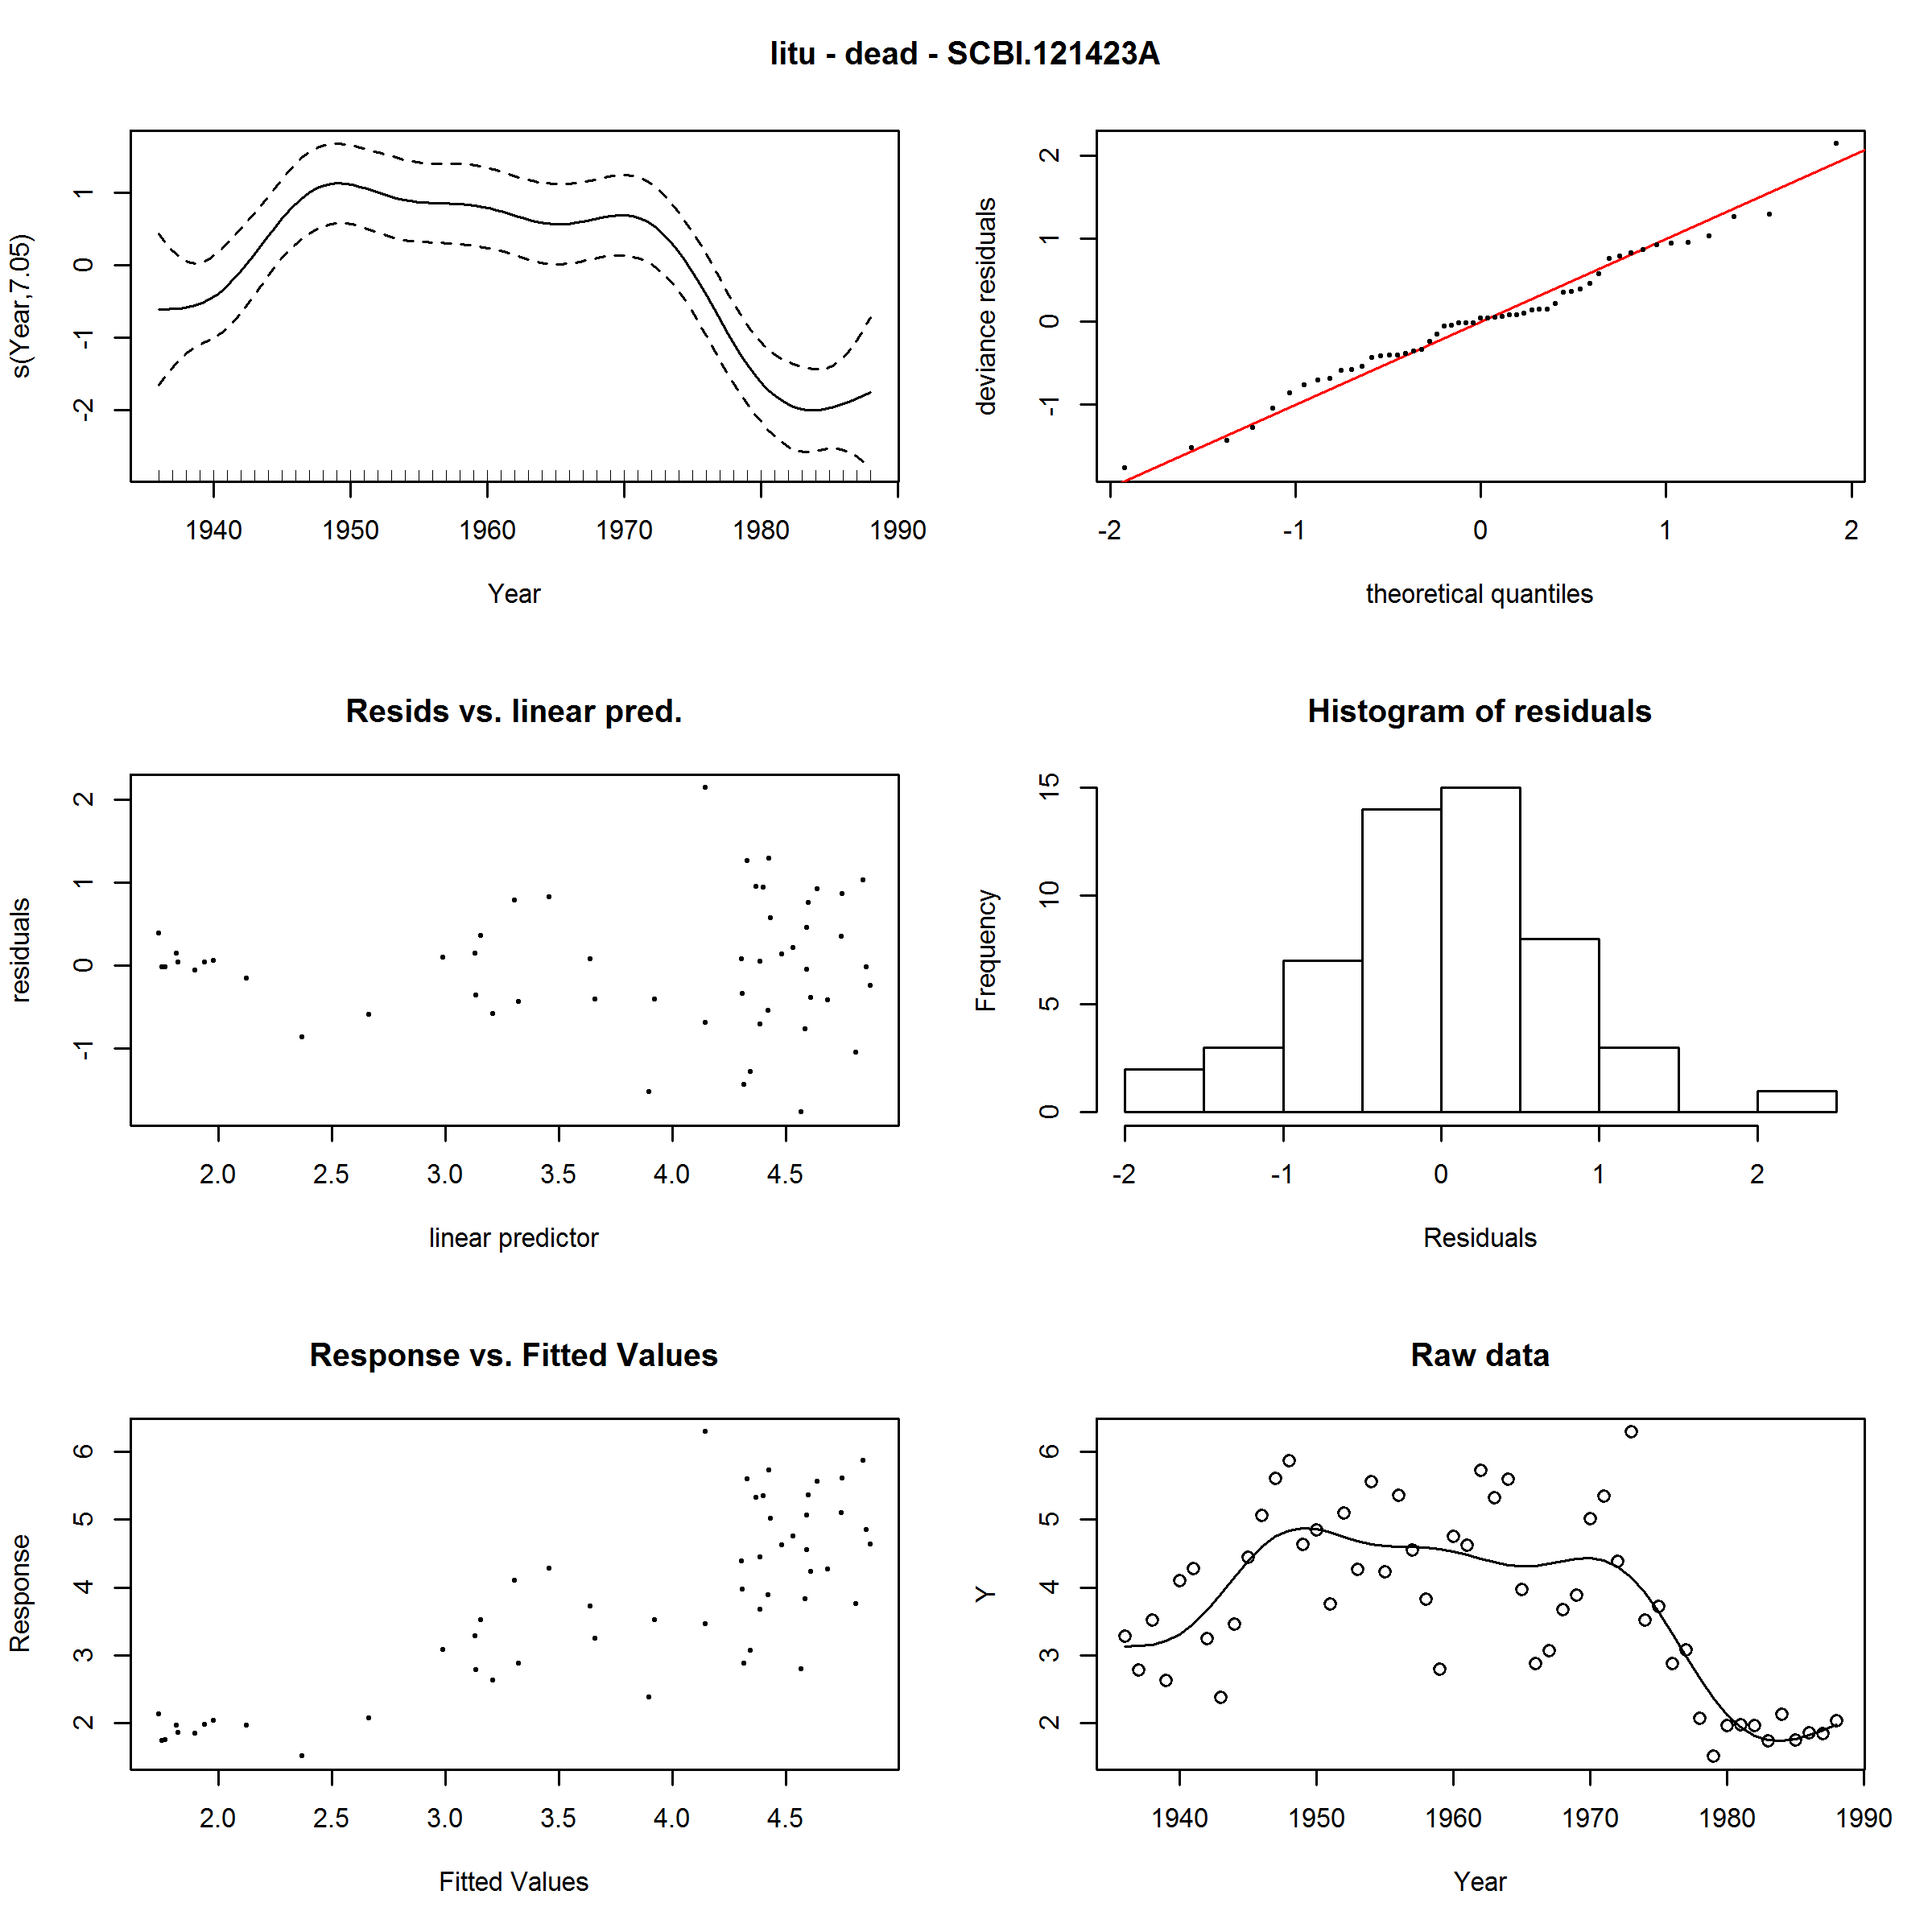 litu - dead - SCBI.121423A
s(Year,7.05)
1
0
-1
-2
1940 1950 1960 1970 1980 1990
Year
deviance residuals
2
1
0
-1
-2 -1 0 1 2
theoretical quantiles
Resids vs. linear pred.
residuals
2
1
0
-1
2.0 2.5 3.0 3.5 4.0 4.5
linear predictor
Histogram of residuals
Frequency
15
10
5
0
-2 -1 0 1 2
Residuals
Response vs. Fitted Values
Response
6
5
4
3
2
2.0 2.5 3.0 3.5 4.0 4.5
Fitted Values
Raw data
Y
6
5
4
3
2
1940 1950 1960 1970 1980 1990
Year